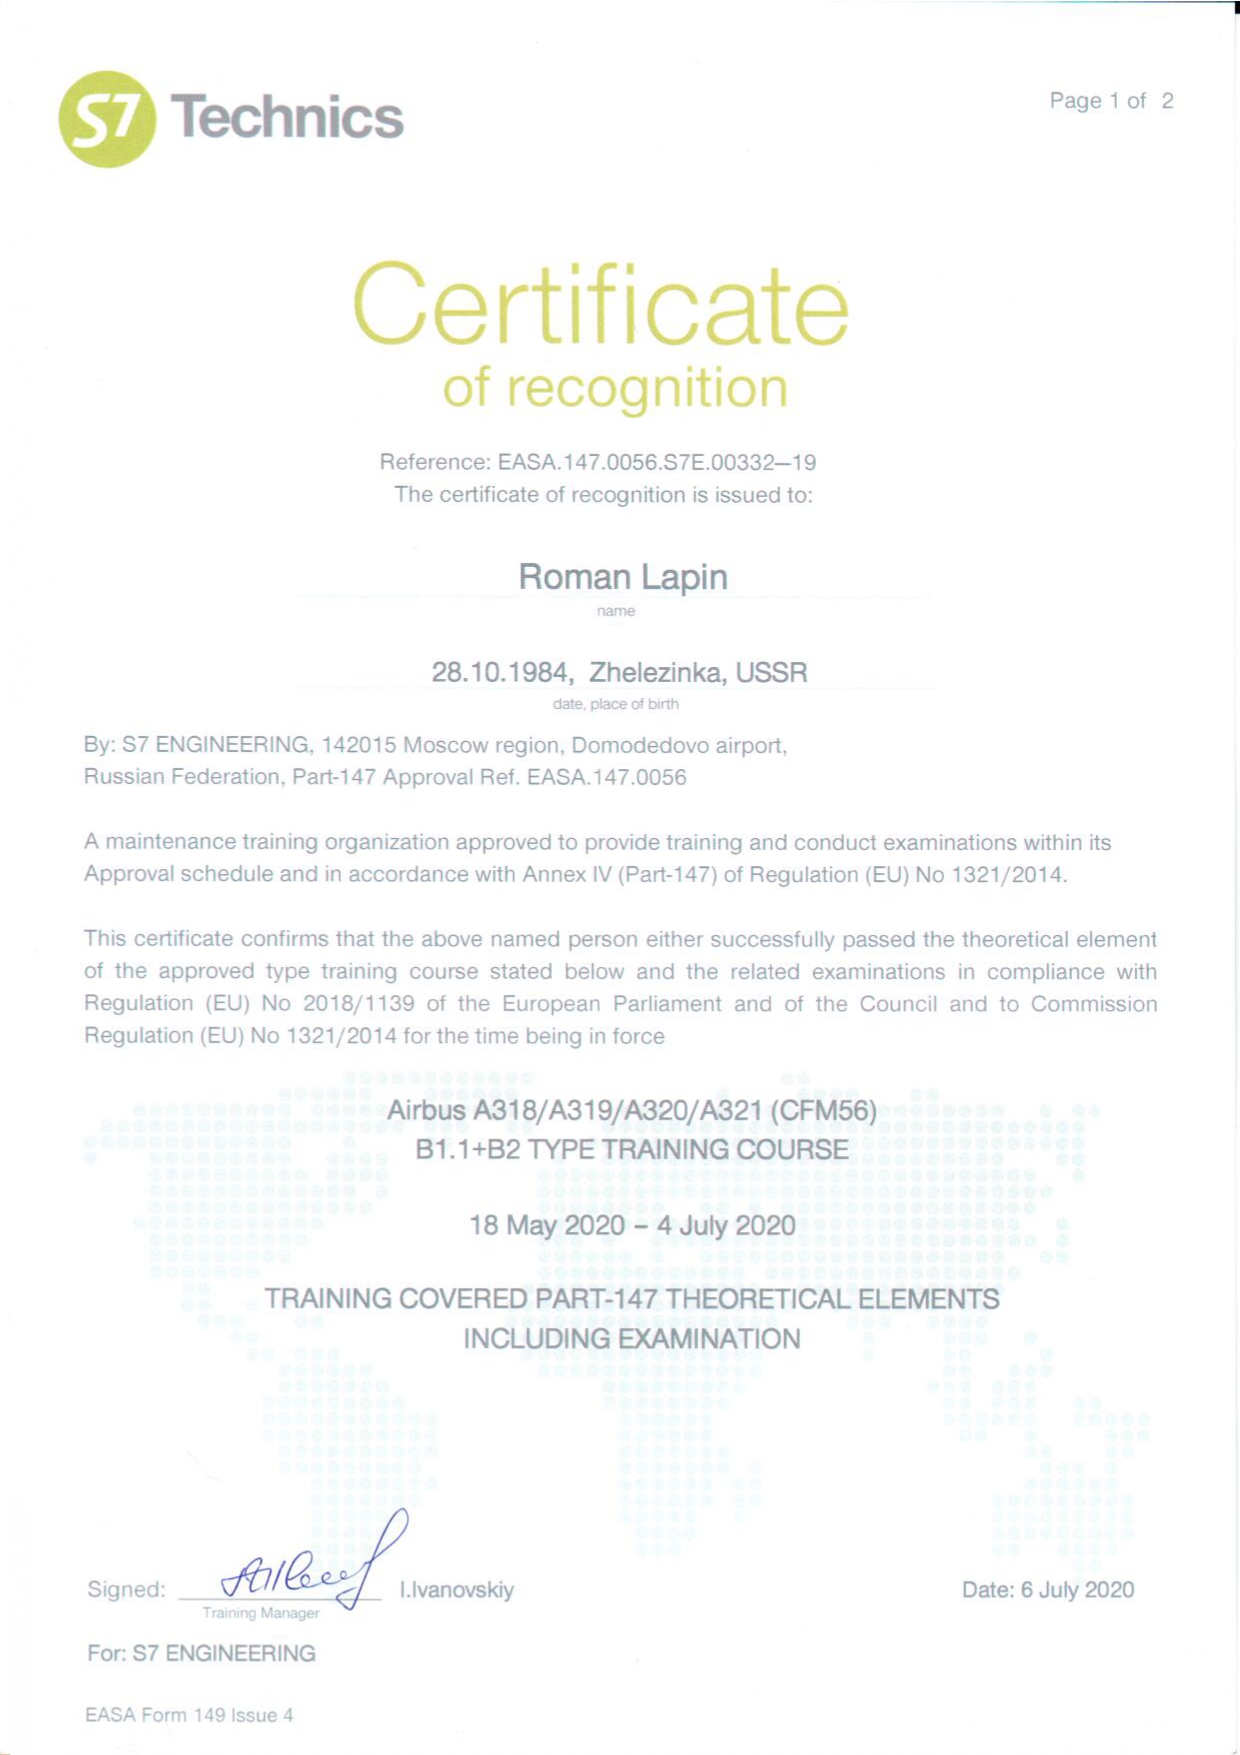 S7 Technics
Page 1 of 2
Certificate
of recognition
Reference: EASA.147.0056.S7E.00332—19
The certificate of recognition is issued to:
Roman Lapin
name
28.10.1984, Zhelezinka, USSR
date, place of birth
By: S7 ENGINEERING, 142015 Moscow region, Domodedovo airport,
Russian Federation, Part-147 Approval Ref. EASA.147.0056
A maintenance training organization approved to provide training and conduct examinations within its
Approval schedule and in accordance with Annex IV (Part-147) of Regulation (EU) No 1321/2014.
This certificate confirms that the above named person either successfully passed the theoretical element
of the approved type training course stated below and the related examinations in compliance with
Regulation (EU) No 2018/1139 of the European Parliament and of the Council and to Commission
Regulation (EU) No 1321/2014 for the time being in force
Airbus A318/A319/A320/A321 (CFM56)
B1.1+B2 TYPE TRAINING COURSE
18 May 2020 – 4 July 2020
TRAINING COVERED PART-147 THEORETICAL ELEMENTS
INCLUDING EXAMINATION
Signed: I.Ivanovskiy Date: 6 July 2020
Training Manager
For: S7 ENGINEERING
EASA Form 149 Issue 4